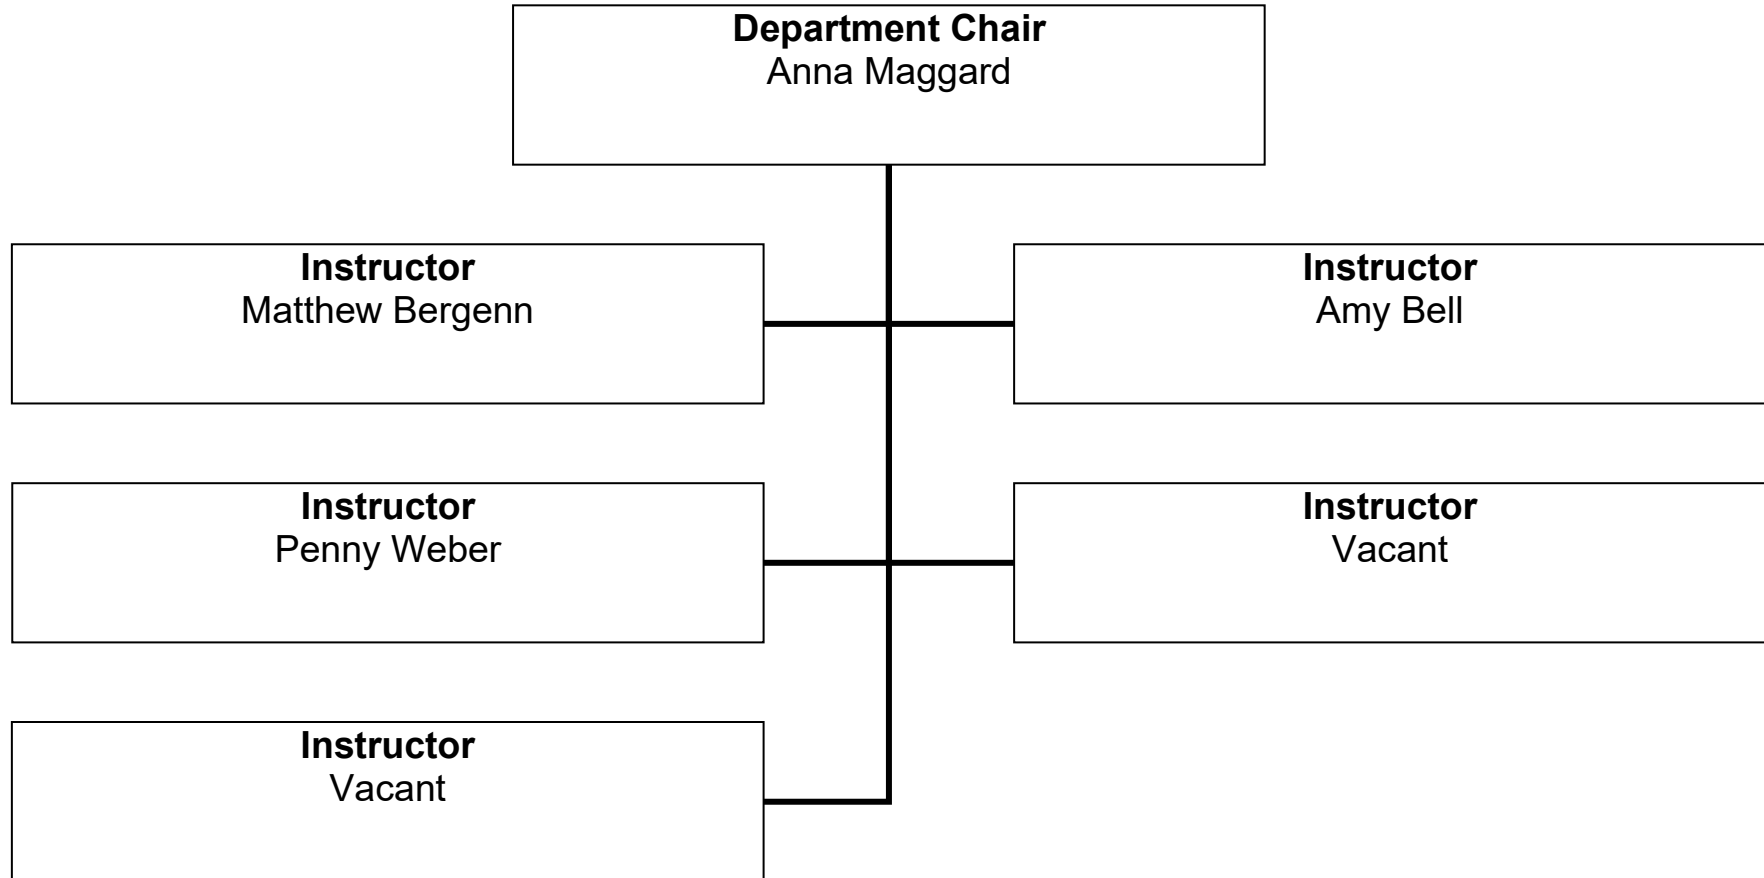 Department Chair
Anna Maggard
Instructor
Matthew Bergenn
Instructor
Amy Bell
Instructor
Penny Weber
Instructor
Vacant
Instructor
Vacant